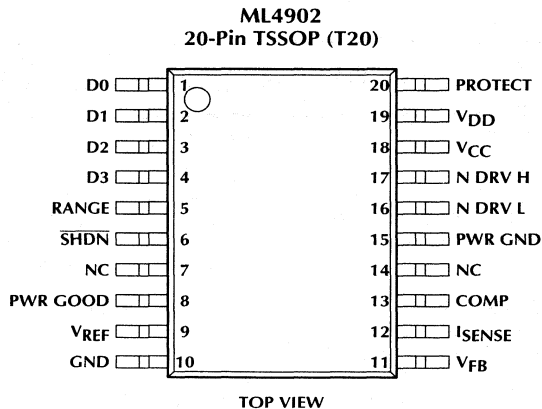 ML4902
20-Pin TSSOP (T20)
D0 1 20 PROTECT
D1 2 19 VDD
D2 3 18 VCC
D3 4 17 N DRV H
RANGE 5 16 N DRV L
SHDN 6 15 PWR GND
NC 7 14 NC
PWR GOOD 8 13 COMP
VREF 9 12 ISENSE
GND 10 11 VFB
TOP VIEW